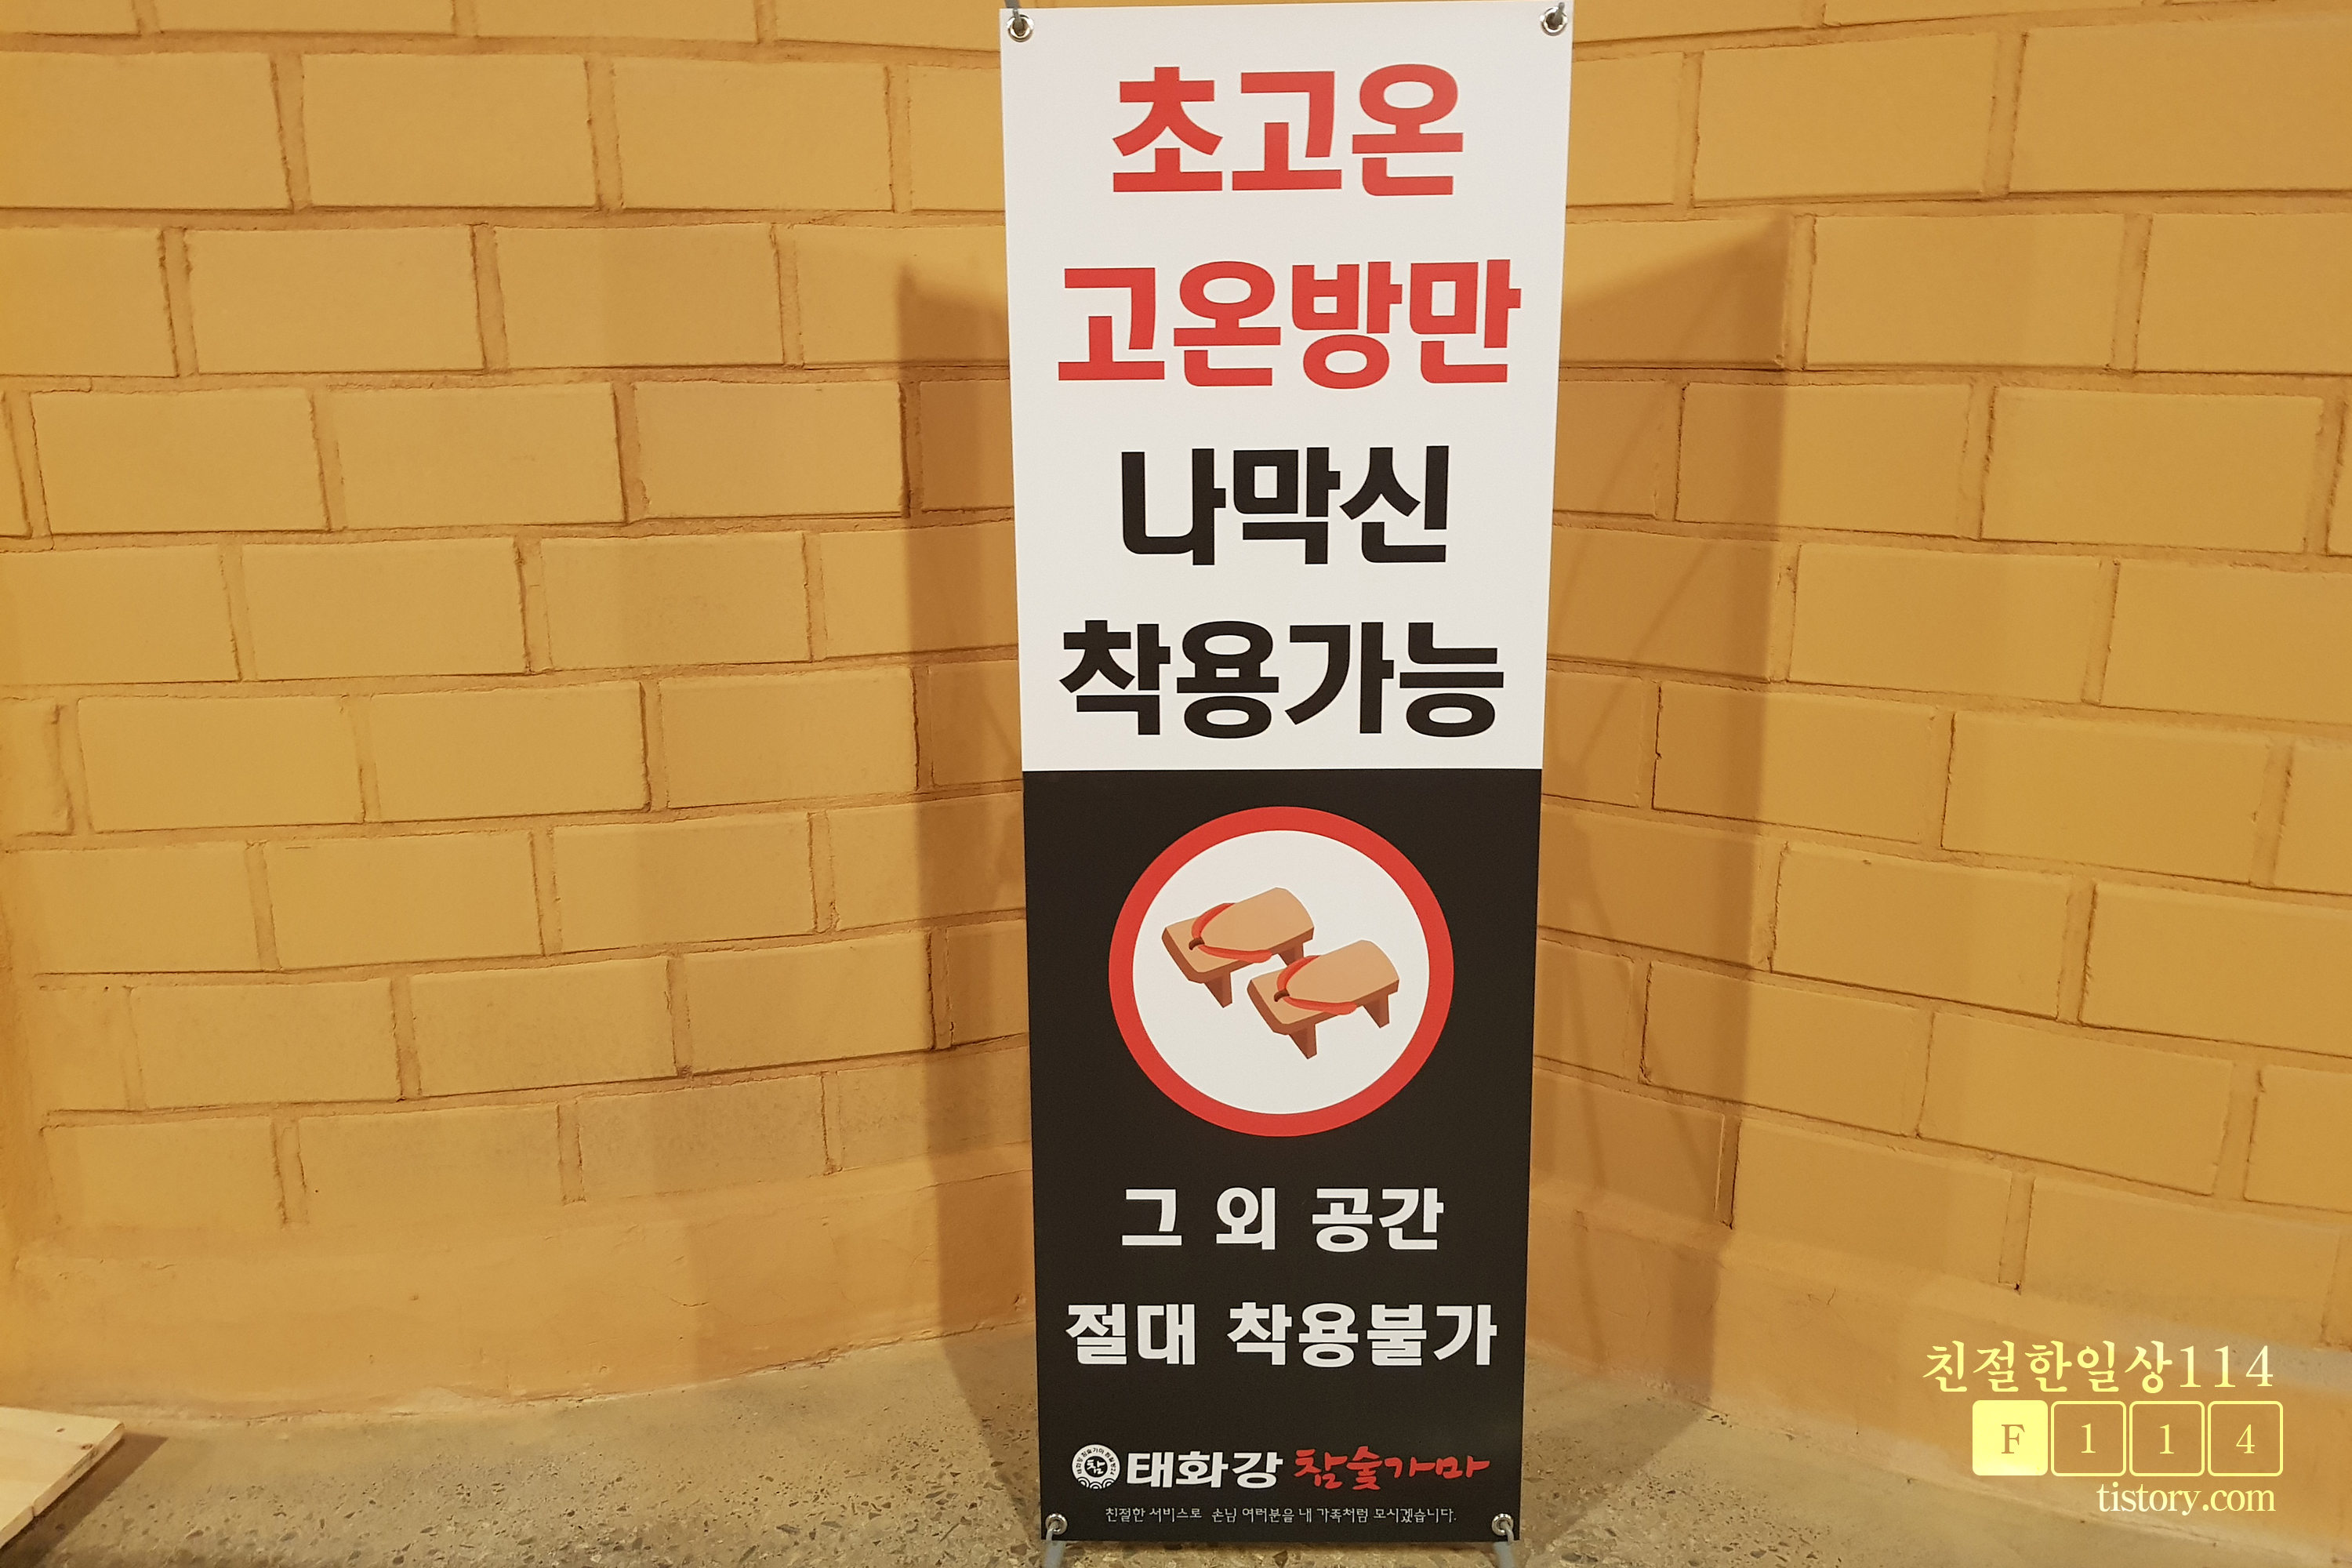 초고온
고온방만
나막신
착용가능
그 외 공간
절대 착용불가
태화강 참숯가마
친절한 서비스로 손님 여러분을 내 가족처럼 모시겠습니다.
친절한일상114
F 1 1 4
tistory.com